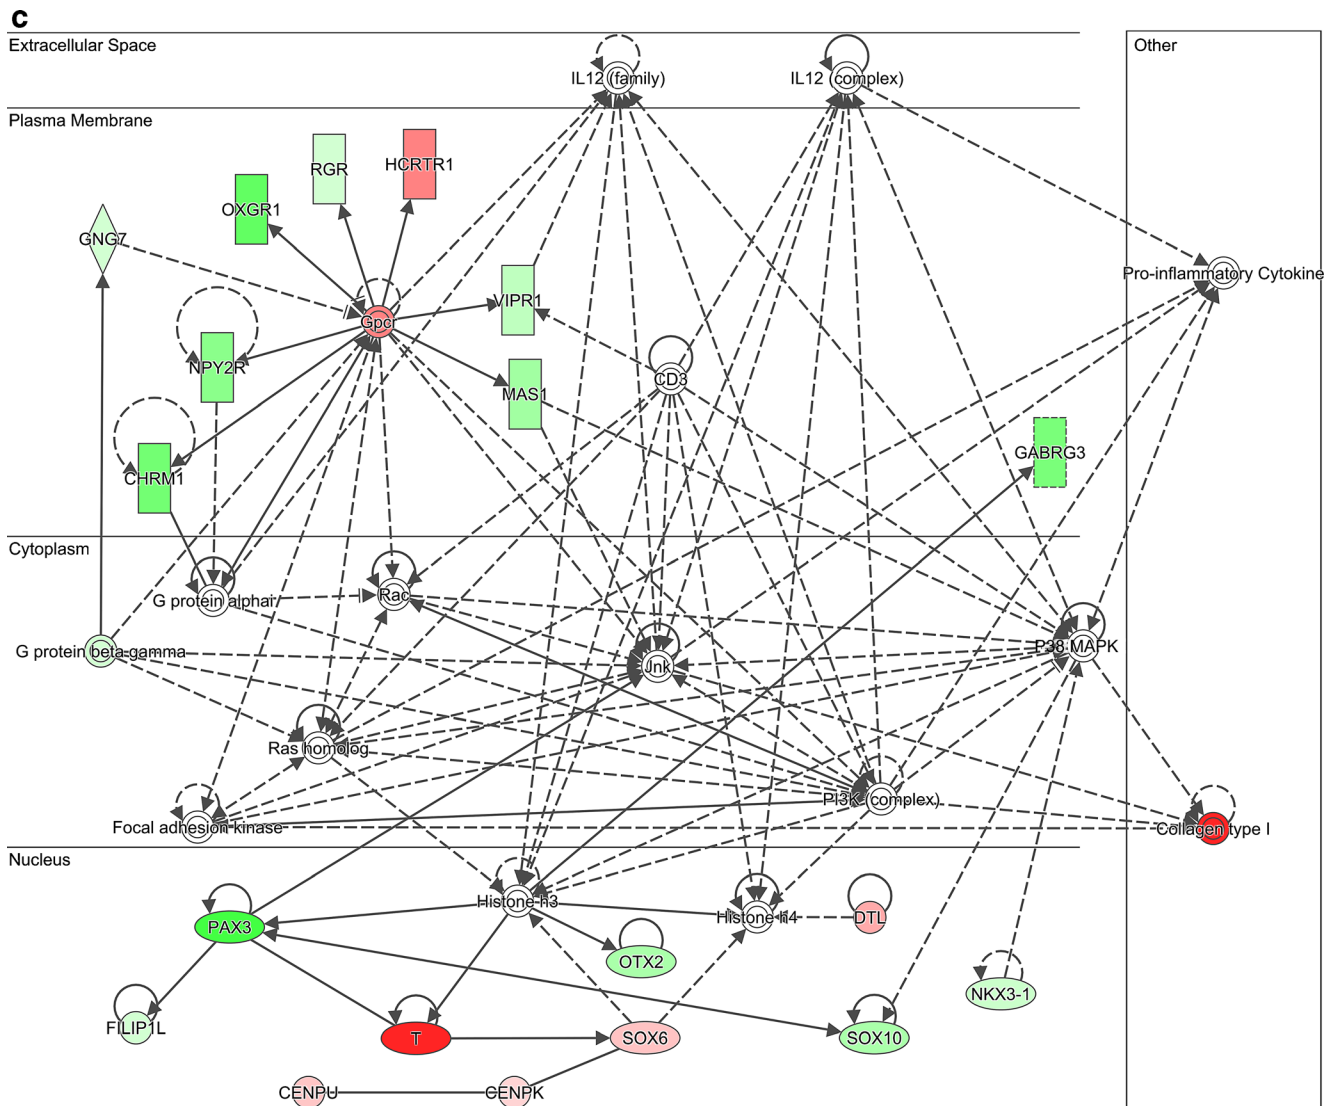 c
Extracellular Space
Other
IL12 (family)
IL12 (complex)
Plasma Membrane
RGR
HCRTR1
OXGR1
GNG7
Pro-inflammatory Cytokine
VIPR1
Gpcr
NPY2R
CD3
MAS1
GABRG3
CHRM1
Cytoplasm
G protein alphai
Rac
G protein beta gamma
Jnk
P38 MAPK
Ras homolog
PI3K (complex)
Focal adhesion kinase
Collagen type I
Nucleus
Histone h3
Histone h4
DTL
PAX3
OTX2
NKX3-1
FILIP1L
T
SOX6
SOX10
CENPU
CENPK